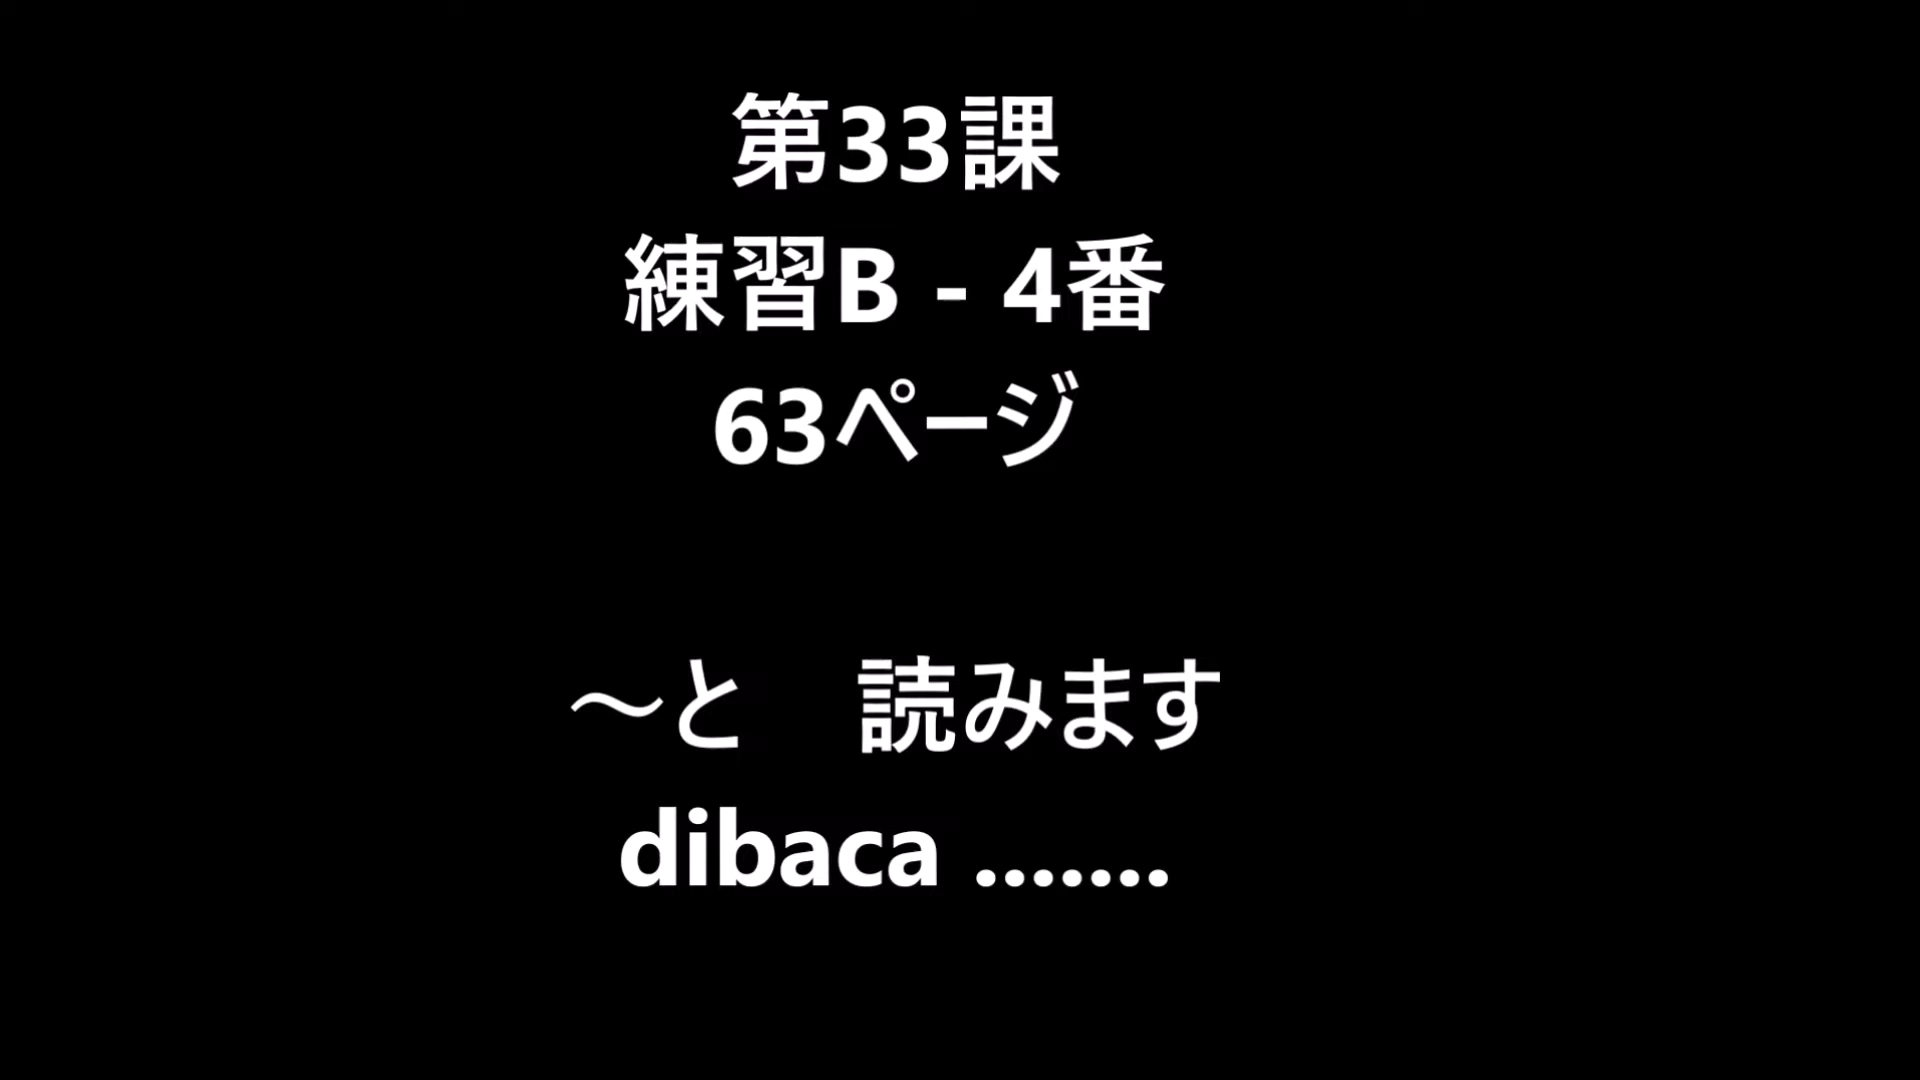 第33課
練習B - 4番
63ページ
～と　読みます
dibaca .......